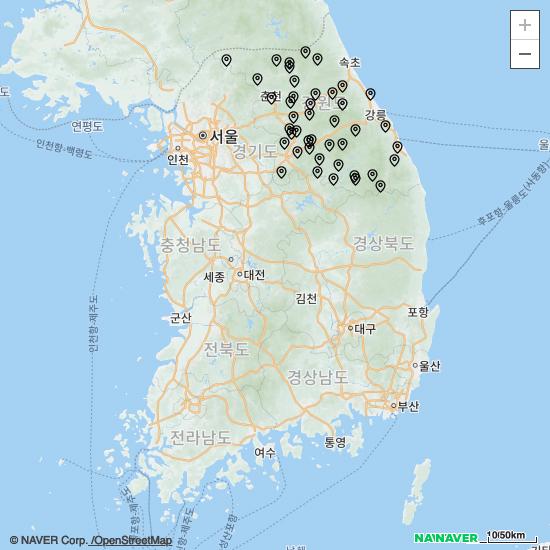 +
−
속초
연평도
춘천
강원
강릉
서울
인천항-백령도
인천
경기도
울
후포항-울릉도(사동항)
충청남도
경상북도
세종
대전
인천항-제주도
군산
김천
포항
전북도
대구
경상남도
울산
부산
전라남도
여수
통영
© NAVER Corp. /OpenStreetMap
NAVER
10/50km